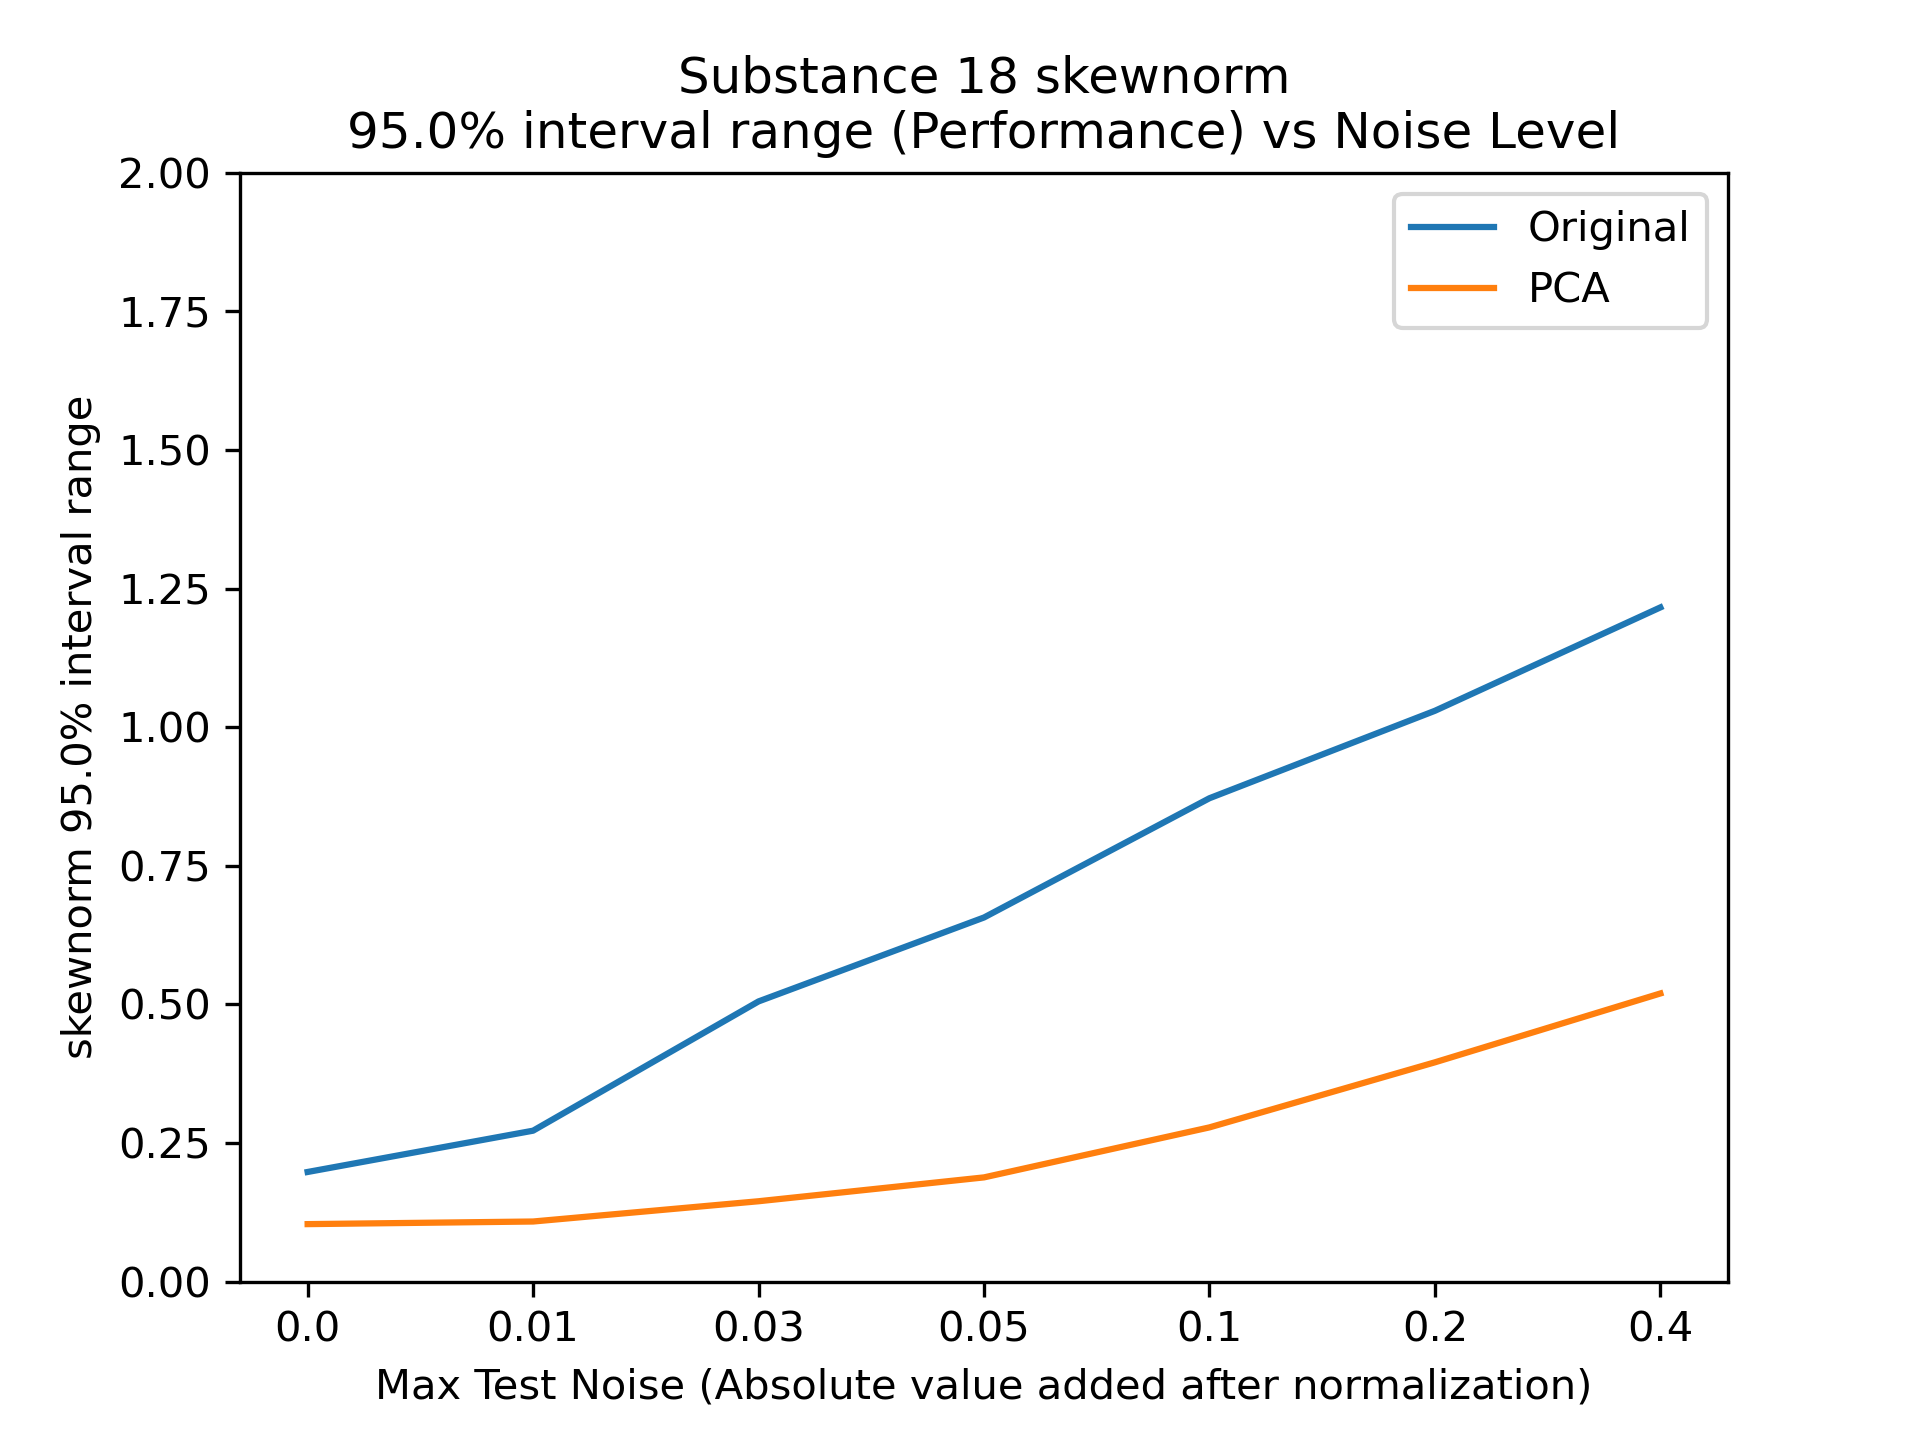 Substance 18 skewnorm
95.0% interval range (Performance) vs Noise Level
2.00
1.75
1.50
1.25
1.00
0.75
0.50
0.25
0.00
skewnorm 95.0% interval range
Original
PCA
0.0 0.01 0.03 0.05 0.1 0.2 0.4
Max Test Noise (Absolute value added after normalization)